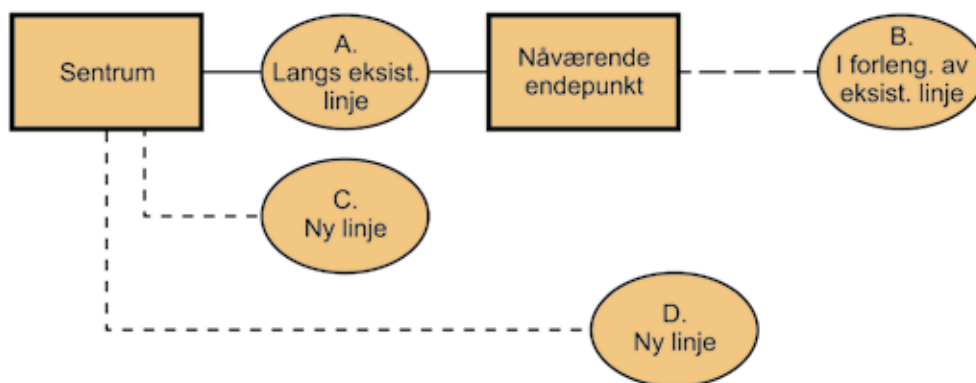 Sentrum
A.
Langs eksist.
linje
Nåværende
endepunkt
B.
I forleng. av
eksist. linje
C.
Ny linje
D.
Ny linje